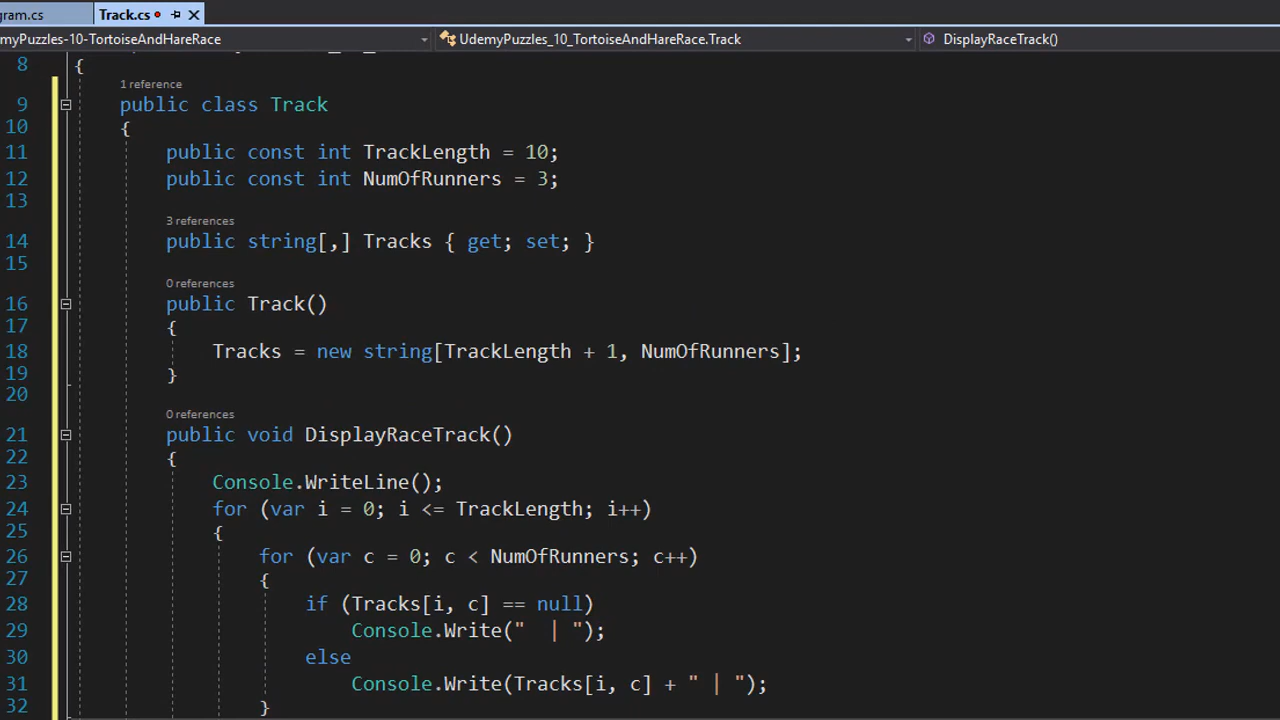 gram.cs Track.cs
myPuzzles-10-TortoiseAndHareRace UdemyPuzzles_10_TortoiseAndHareRace.Track DisplayRaceTrack()
8 {
1 reference
9 public class Track
10 {
11 public const int TrackLength = 10;
12 public const int NumOfRunners = 3;
13
3 references
14 public string[,] Tracks { get; set; }
15
0 references
16 public Track()
17 {
18 Tracks = new string[TrackLength + 1, NumOfRunners];
19 }
20
0 references
21 public void DisplayRaceTrack()
22 {
23 Console.WriteLine();
24 for (var i = 0; i <= TrackLength; i++)
25 {
26 for (var c = 0; c < NumOfRunners; c++)
27 {
28 if (Tracks[i, c] == null)
29 Console.Write("  | ");
30 else
31 Console.Write(Tracks[i, c] + " | ");
32 }